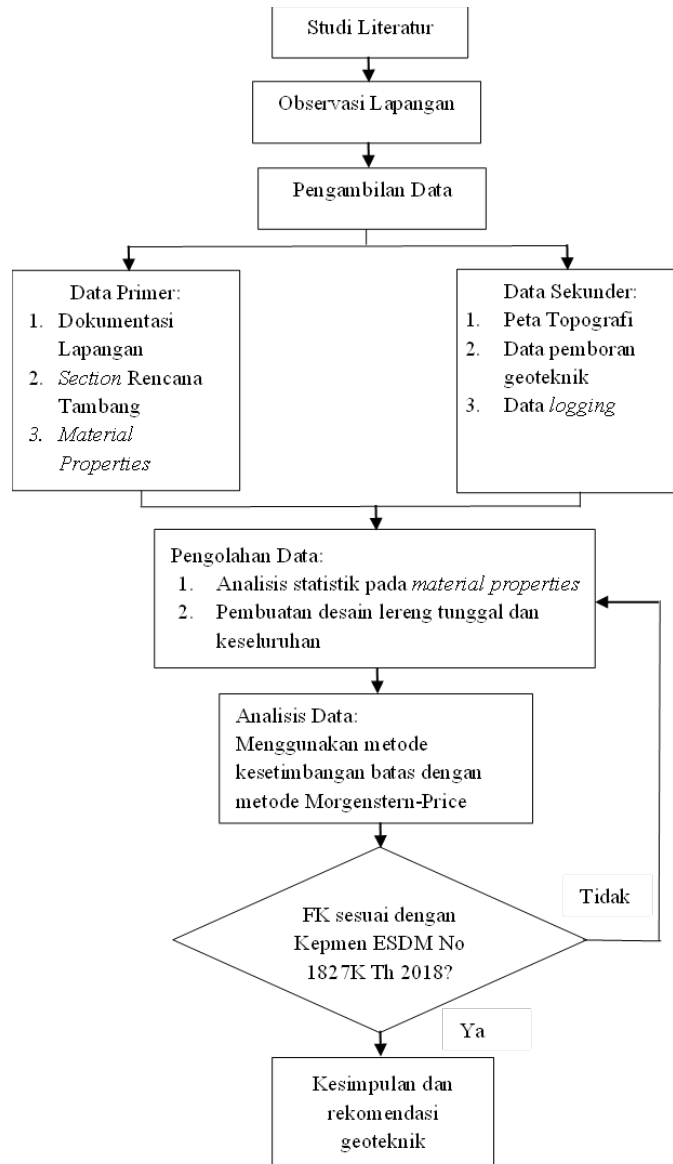 Studi Literatur
Observasi Lapangan
Pengambilan Data
Data Primer:
1. Dokumentasi
Lapangan
2. Section Rencana
Tambang
3. Material
Properties
Data Sekunder:
1. Peta Topografi
2. Data pemboran
geoteknik
3. Data logging
Pengolahan Data:
1. Analisis statistik pada material properties
2. Pembuatan desain lereng tunggal dan
keseluruhan
Analisis Data:
Menggunakan metode
kesetimbangan batas dengan
metode Morgenstern-Price
FK sesuai dengan
Kepmen ESDM No
1827K Th 2018?
Tidak
Ya
Kesimpulan dan
rekomendasi
geoteknik